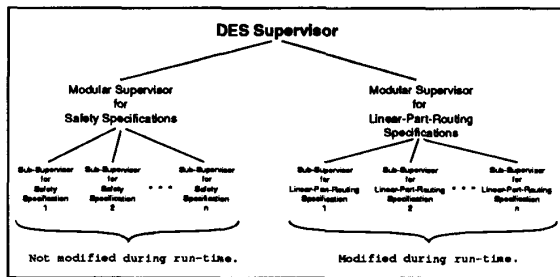 DES Supervisor
Modular Supervisor
for
Safety Specifications
Modular Supervisor
for
Linear-Part-Routing
Specifications
Sub-Supervisor
for
Safety
Specification
1
Sub-Supervisor
for
Safety
Specification
2
• • •
Sub-Supervisor
for
Safety
Specification
n
Sub-Supervisor
for
Linear-Part-Routing
Specification
1
Sub-Supervisor
for
Linear-Part-Routing
Specification
2
• • •
Sub-Supervisor
for
Linear-Part-Routing
Specification
n
Not modified during run-time.
Modified during run-time.